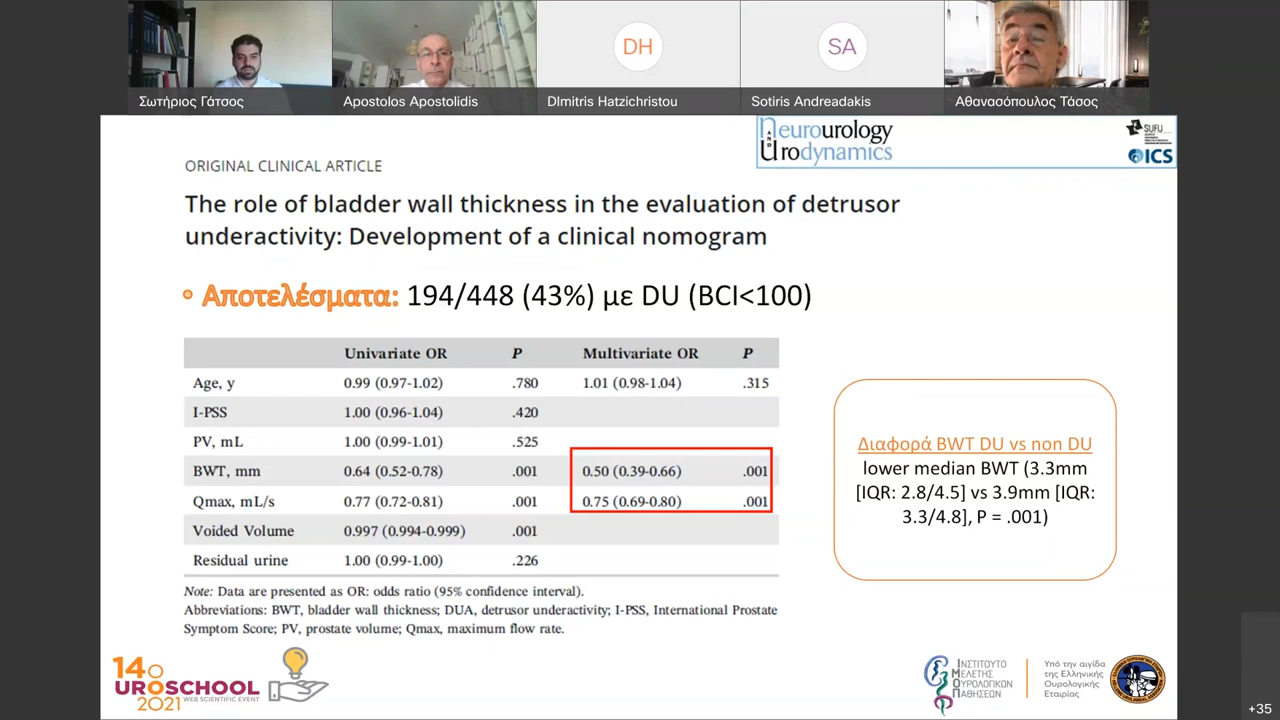 DH
SA
Σωτήριος Γάτσος
Apostolos Apostolidis
DImitris Hatzichristou
Sotiris Andreadakis
Αθανασόπουλος Τάσος
Neurourology
AND
Urodynamics
SUFU
ICS
ORIGINAL CLINICAL ARTICLE
The role of bladder wall thickness in the evaluation of detrusor
underactivity: Development of a clinical nomogram
• Αποτελέσματα: 194/448 (43%) με DU (BCI<100)
Univariate OR P Multivariate OR P
Age, y 0.99 (0.97-1.02) .780 1.01 (0.98-1.04) .315
I-PSS 1.00 (0.96-1.04) .420
PV, mL 1.00 (0.99-1.01) .525
BWT, mm 0.64 (0.52-0.78) .001 0.50 (0.39-0.66) .001
Qmax, mL/s 0.77 (0.72-0.81) .001 0.75 (0.69-0.80) .001
Voided Volume 0.997 (0.994-0.999) .001
Residual urine 1.00 (0.99-1.00) .226
Note: Data are presented as OR: odds ratio (95% confidence interval).
Abbreviations: BWT, bladder wall thickness; DUA, detrusor underactivity; I-PSS, International Prostate
Symptom Score; PV, prostate volume; Qmax, maximum flow rate.
Διαφορά BWT DU vs non DU
lower median BWT (3.3mm
[IQR: 2.8/4.5] vs 3.9mm [IQR:
3.3/4.8], P = .001)
14ο
UROSCHOOL
2021 WEB SCIENTIFIC EVENT
ΙΝΣΤΙΤΟΥΤΟ
ΜΕΛΕΤΗΣ
ΟΥΡΟΛΟΓΙΚΩΝ
ΠΑΘΗΣΕΩΝ
Υπό την αιγίδα
της Ελληνικής
Ουρολογικής
Εταιρίας
+35